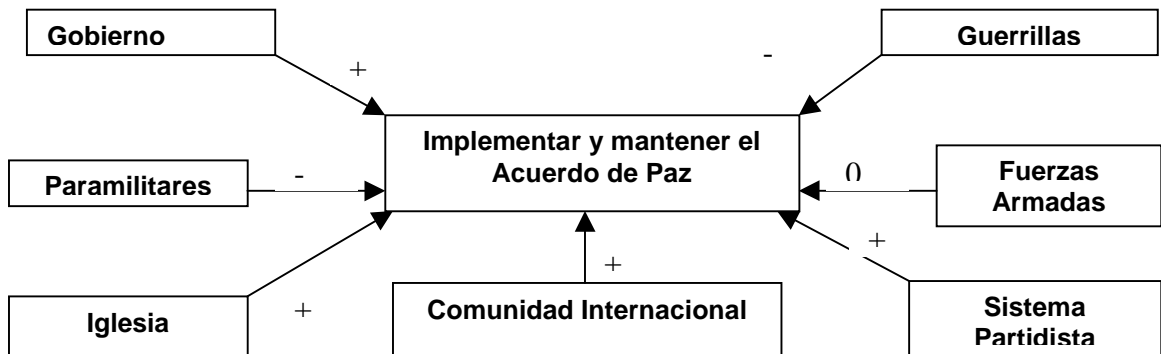 Gobierno
Guerrillas
+
-
Implementar y mantener el
Acuerdo de Paz
Paramilitares
-
0
Fuerzas
Armadas
+
+
Iglesia
+
Comunidad Internacional
Sistema
Partidista